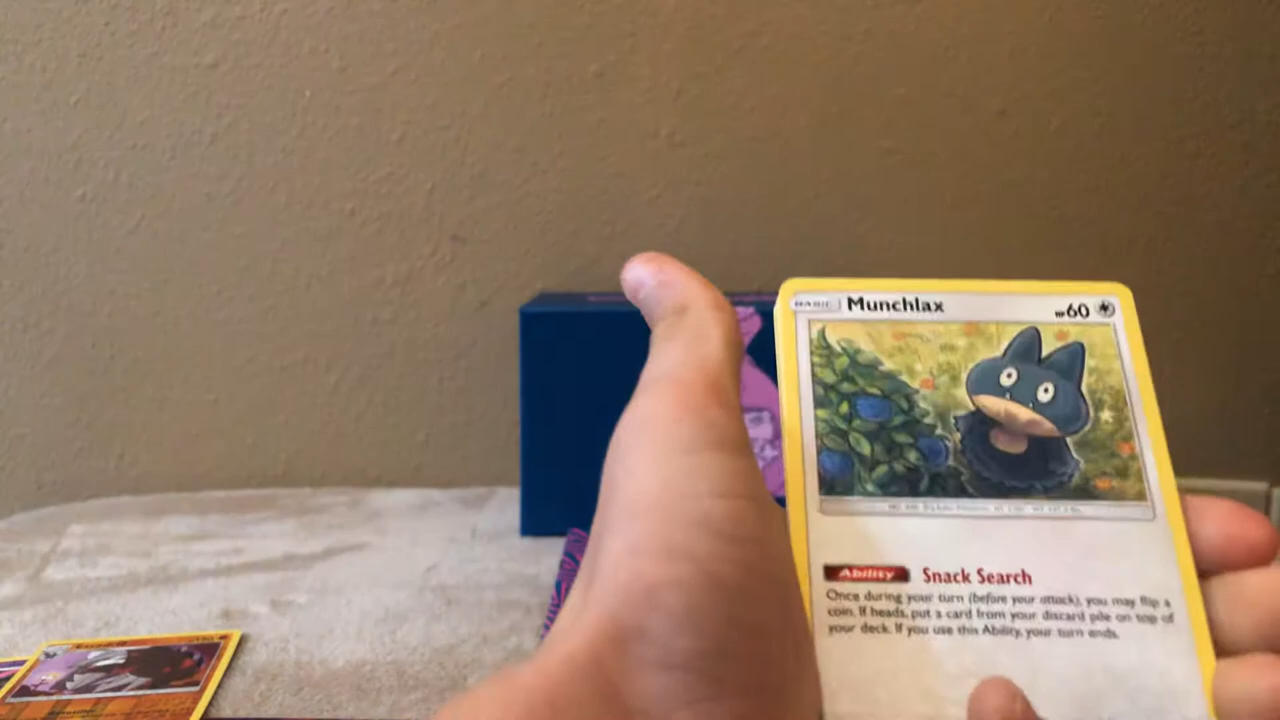 BASIC Munchlax HP60
Ability Snack Search
Once during your turn (before your attack), you may flip a
coin. If heads, put a card from your discard pile on top of
your deck. If you use this Ability, your turn ends.